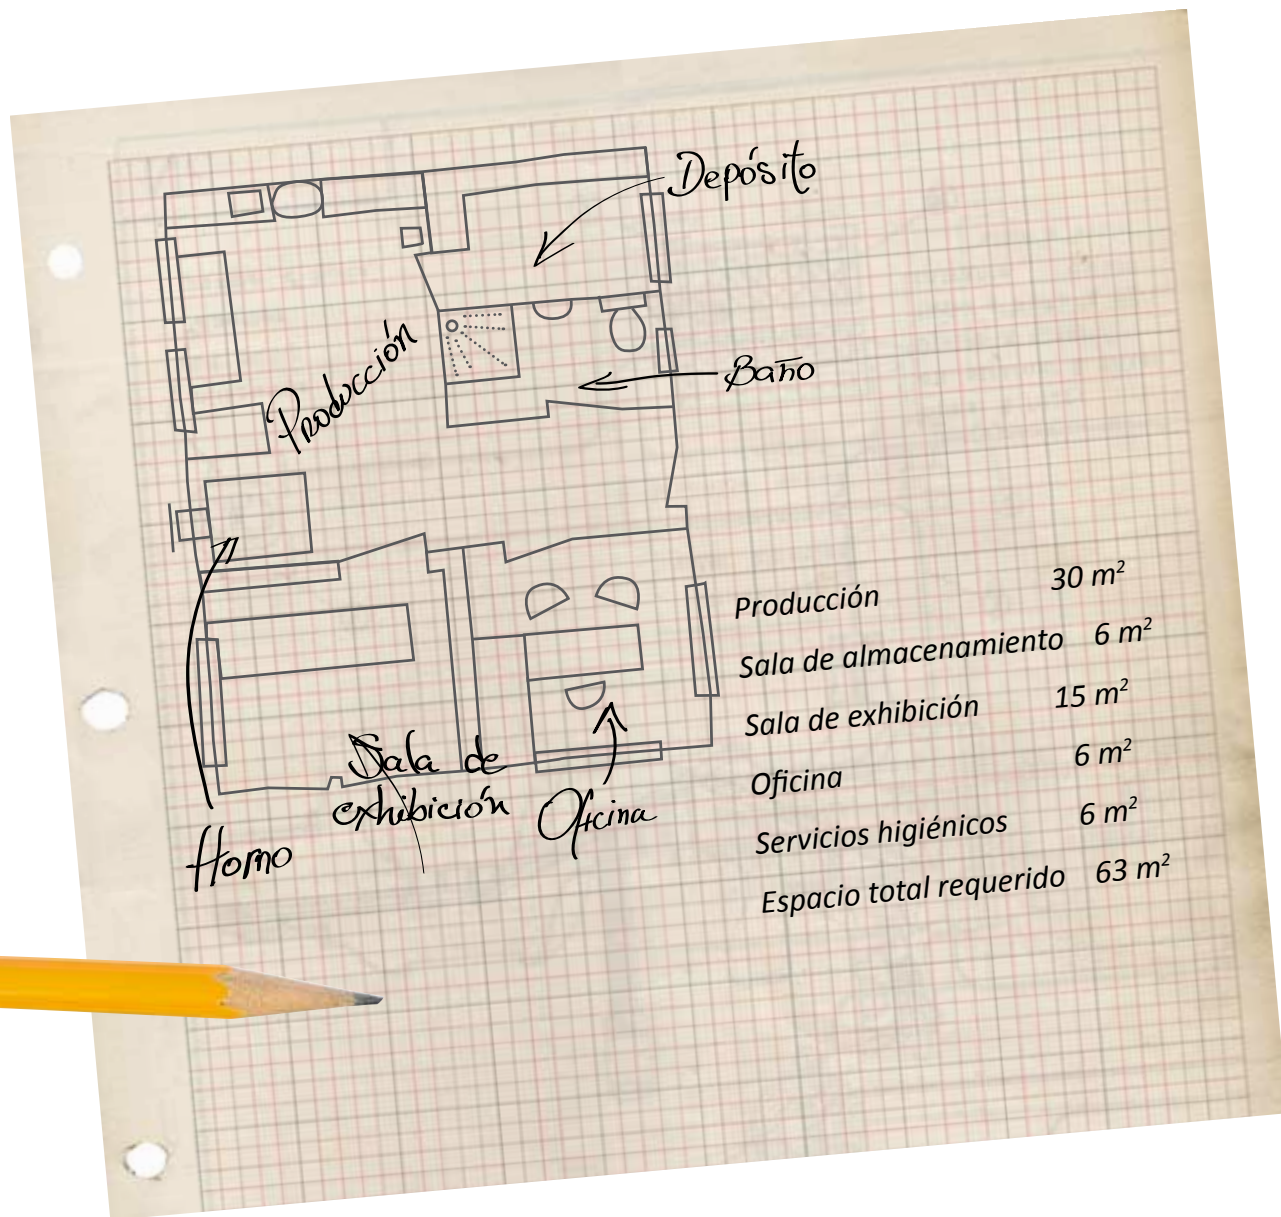 Depósito
Producción
Baño
Sala de
exhibición
Oficina
Horno
Producción 30 m²
Sala de almacenamiento 6 m²
Sala de exhibición 15 m²
Oficina 6 m²
Servicios higiénicos 6 m²
Espacio total requerido 63 m²